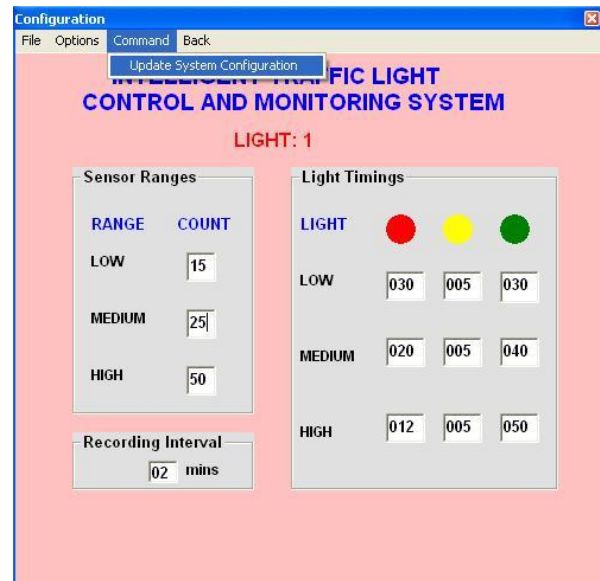 Configuration
File Options Command Back
Update System Configuration
LIGHT
CONTROL AND MONITORING SYSTEM
LIGHT: 1
Sensor Ranges
RANGE COUNT
LOW 15
MEDIUM 25
HIGH 50
Recording Interval
02 mins
Light Timings
LIGHT
LOW 030 005 030
MEDIUM 020 005 040
HIGH 012 005 050